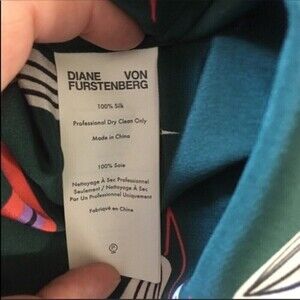 DIANE VON
FURSTENBERG
100% Silk
Professional Dry Clean Only
Made in China
100% Soie
Nettoyage À Sec Professionnel
Seulement / Nettoyage À Sec
Par Un Professionnel Uniquement
Fabriqué en Chine
P